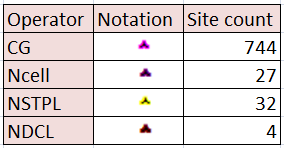 Operator Notation Site count
CG 744
Ncell 27
NSTPL 32
NDCL 4